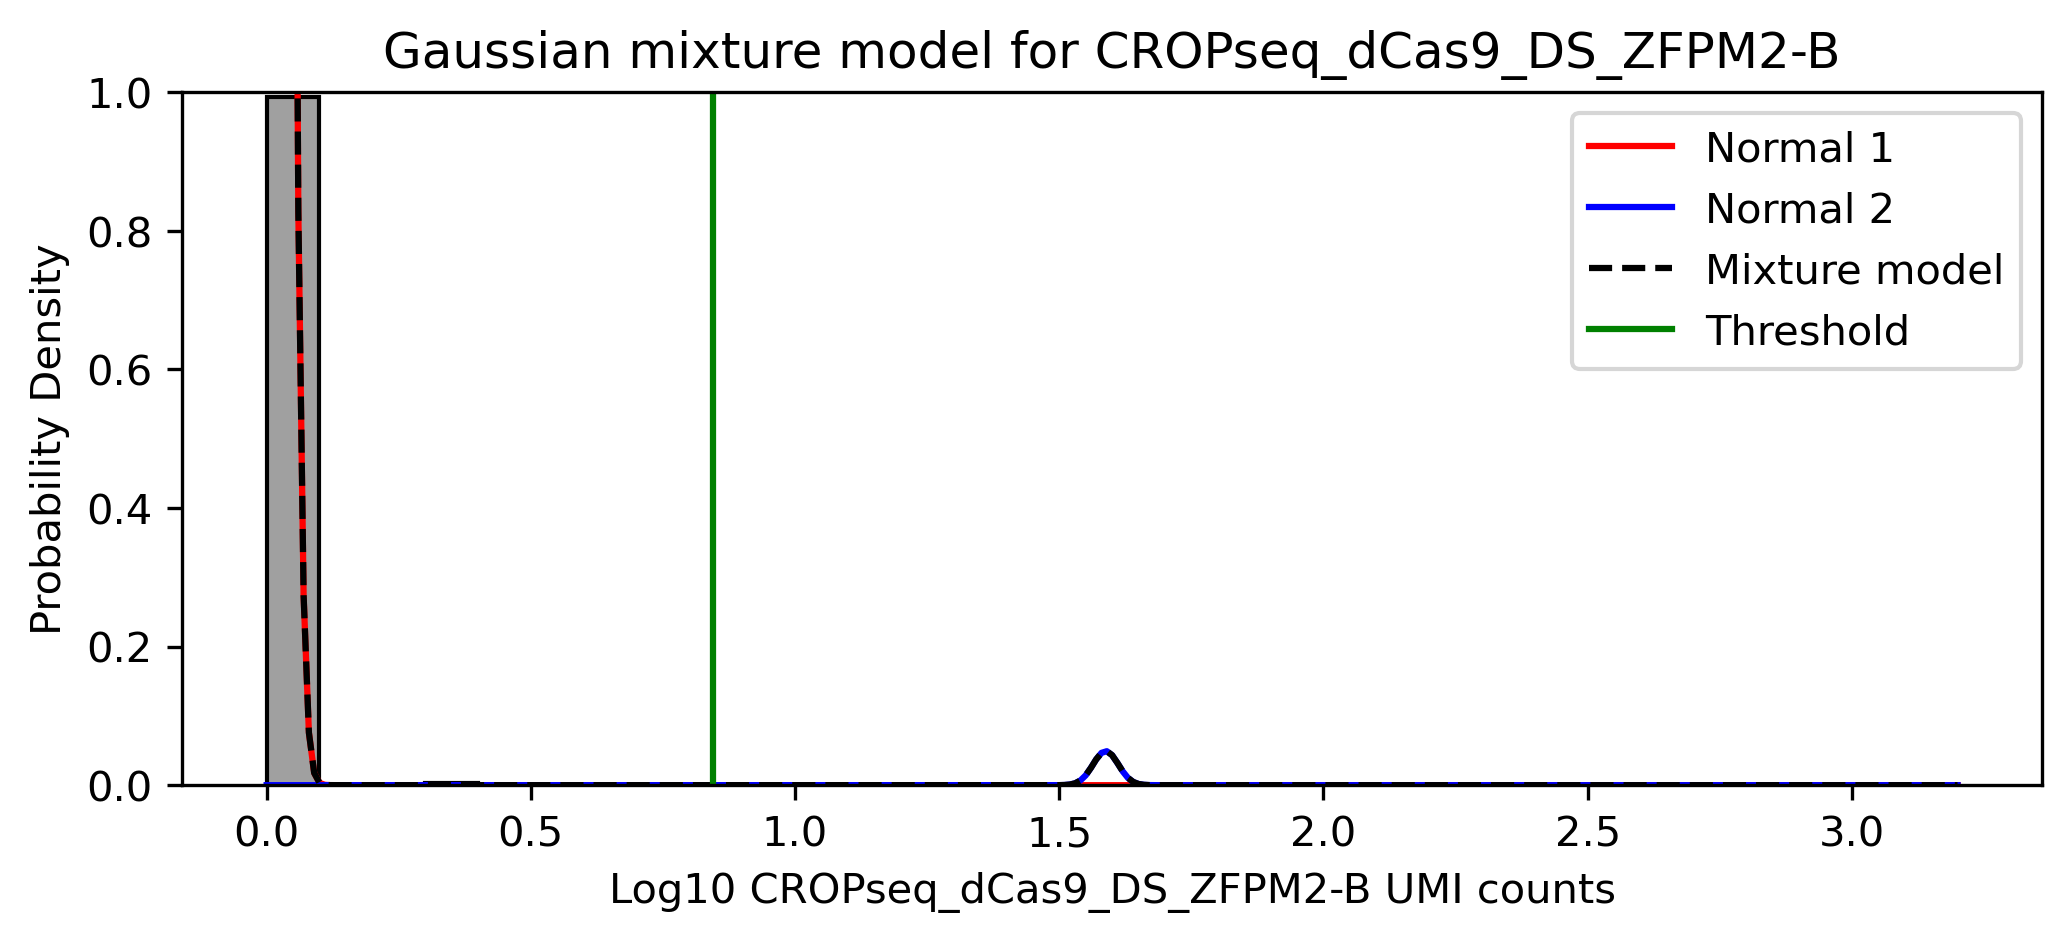 Gaussian mixture model for CROPseq_dCas9_DS_ZFPM2-B
1.0
0.8
0.6
0.4
0.2
0.0
Probability Density
Normal 1
Normal 2
Mixture model
Threshold
0.0 0.5 1.0 1.5 2.0 2.5 3.0
Log10 CROPseq_dCas9_DS_ZFPM2-B UMI counts